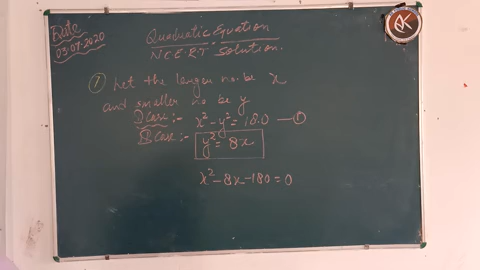 Date
03.07.2020
Quadratic Equation
N.C.E.R.T Solution.
① Let the larger no. be x
and smaller no be y
I Case :- x² - y² = 180 — ①
II Case :- y² = 8x
x² - 8x - 180 = 0